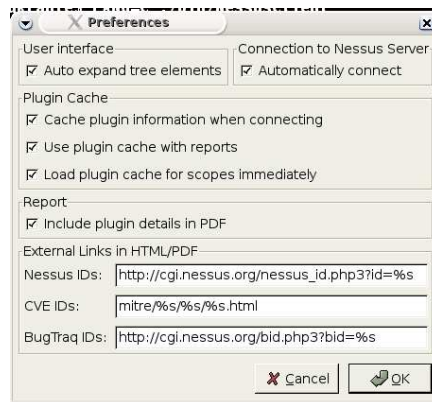 Preferences
User interface
Auto expand tree elements
Connection to Nessus Server
Automatically connect
Plugin Cache
Cache plugin information when connecting
Use plugin cache with reports
Load plugin cache for scopes immediately
Report
Include plugin details in PDF
External Links in HTML/PDF
Nessus IDs: http://cgi.nessus.org/nessus_id.php3?id=%s
CVE IDs: mitre/%s/%s/%s.html
BugTraq IDs: http://cgi.nessus.org/bid.php3?bid=%s
Cancel OK